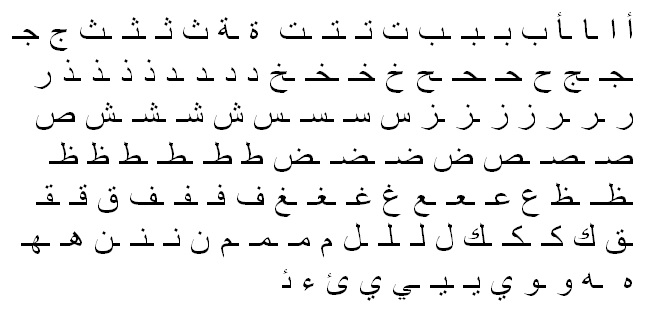 أ ا ـا ـأ ب بـ ـبـ ـب ت تـ ـتـ ـت ة ـة ث ثـ ـثـ ـث ج جـ
ـجـ ـج ح حـ ـحـ ـح خ خـ ـخـ ـخ د د ـد ـد ذ ذ ـذ ـذ ر
ر ـر ـر ز ز ـز ـز س سـ ـسـ ـس ش شـ ـشـ ـش ص
صـ ـصـ ـص ض ضـ ـضـ ـض ط طـ ـطـ ـط ظ ظـ
ـظـ ـظ ع عـ ـعـ ـع غ غـ ـغـ ـغ ف فـ ـفـ ـف ق قـ ـقـ
ـق ك كـ ـكـ ـك ل لـ ـلـ ـل م مـ ـمـ ـم ن نـ ـنـ ـن هـ ـهـ
ه ـه و ـو ي يـ ـيـ ـي ي ئ ء ئـ